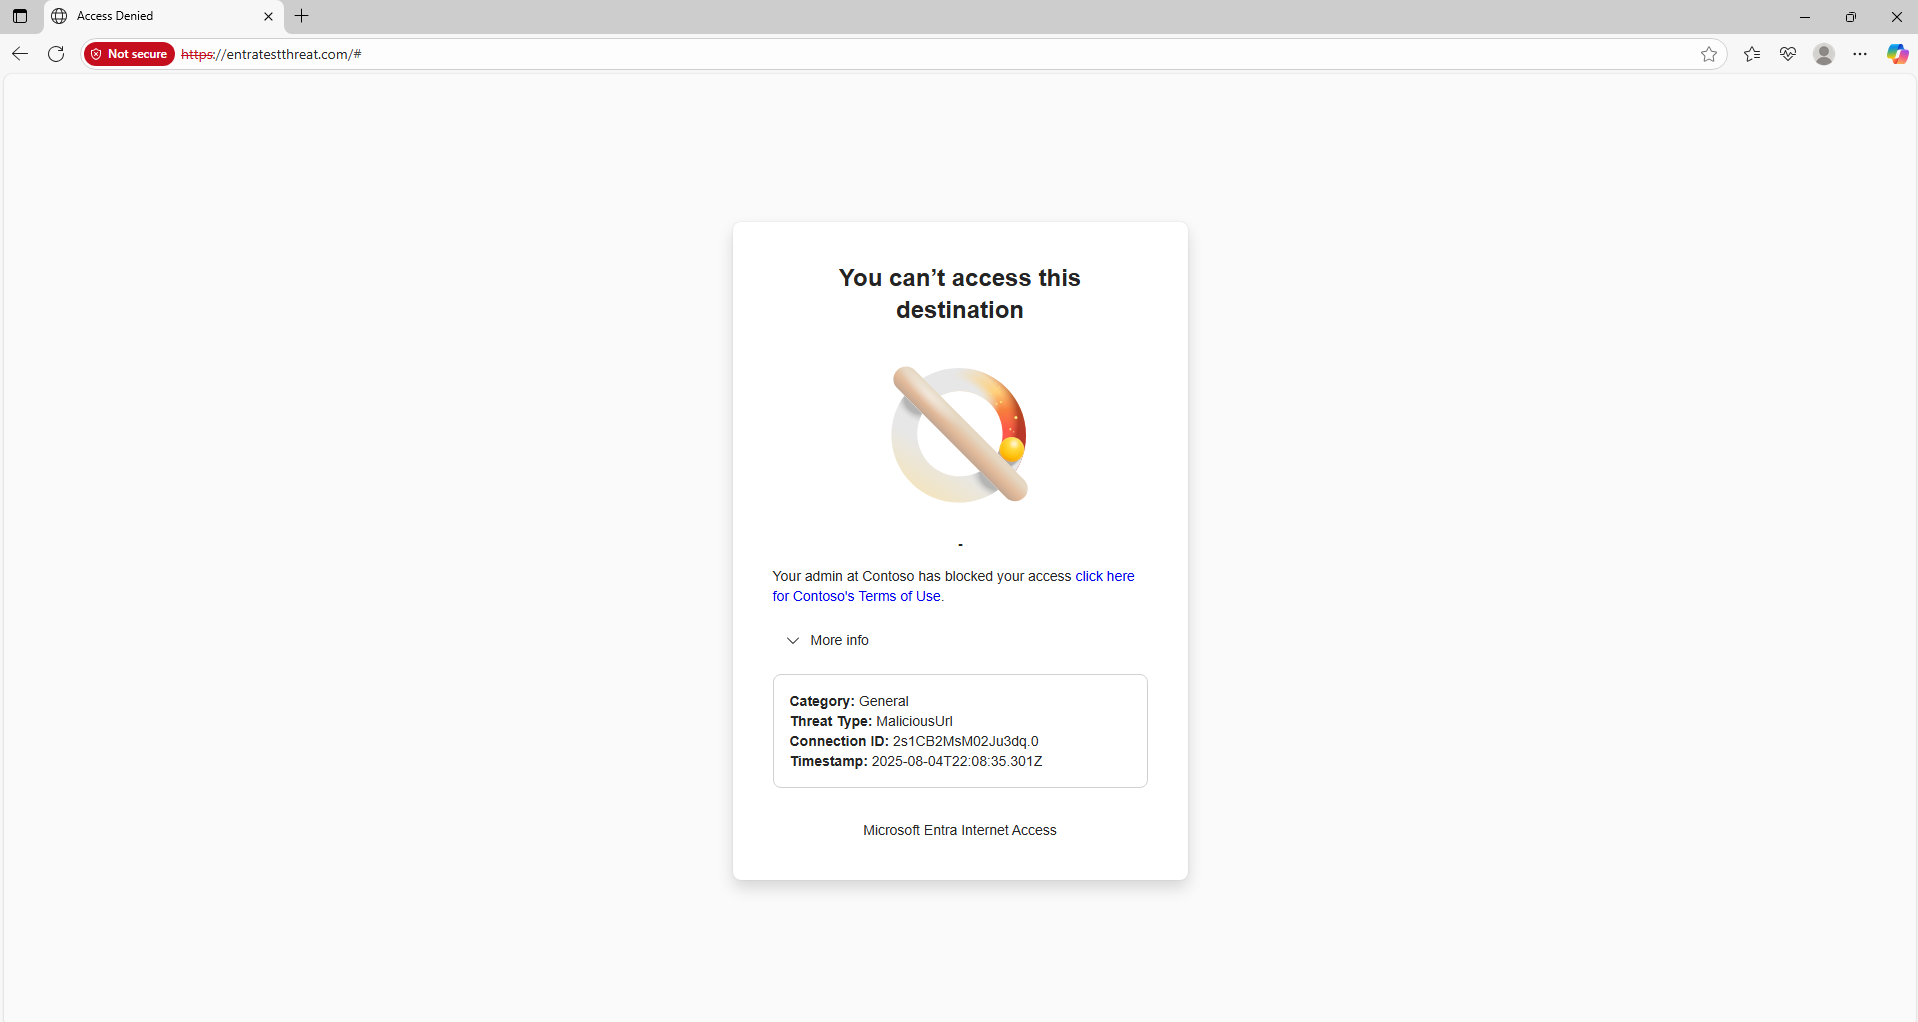 Access Denied
Not secure https://entratestthreat.com/#
You can’t access this
destination
-
Your admin at Contoso has blocked your access click here
for Contoso's Terms of Use.
More info
Category: General
Threat Type: MaliciousUrl
Connection ID: 2s1CB2MsM02Ju3dq.0
Timestamp: 2025-08-04T22:08:35.301Z
Microsoft Entra Internet Access